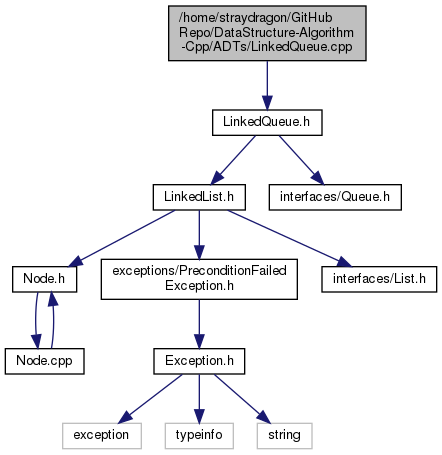 /home/straydragon/GitHub
Repo/DataStructure-Algorithm
-Cpp/ADTs/LinkedQueue.cpp
LinkedQueue.h
LinkedList.h
interfaces/Queue.h
Node.h
exceptions/PreconditionFailed
Exception.h
interfaces/List.h
Node.cpp
Exception.h
exception
typeinfo
string